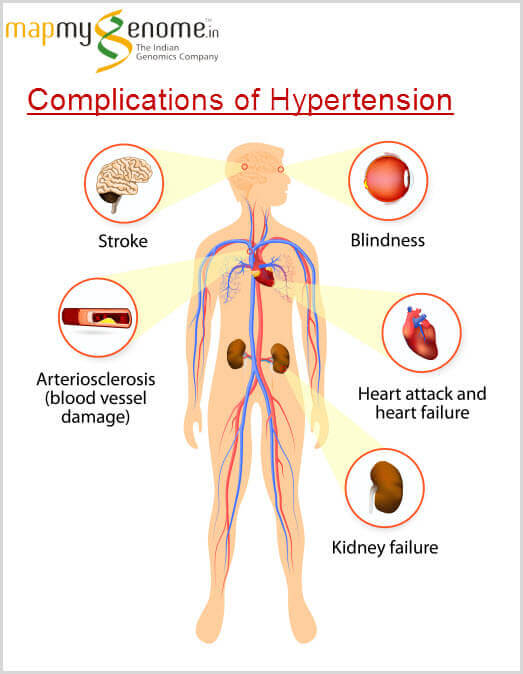 mapmygenome.in
The Indian
Genomics Company
Complications of Hypertension
Stroke
Blindness
Arteriosclerosis
(blood vessel
damage)
Heart attack and
heart failure
Kidney failure